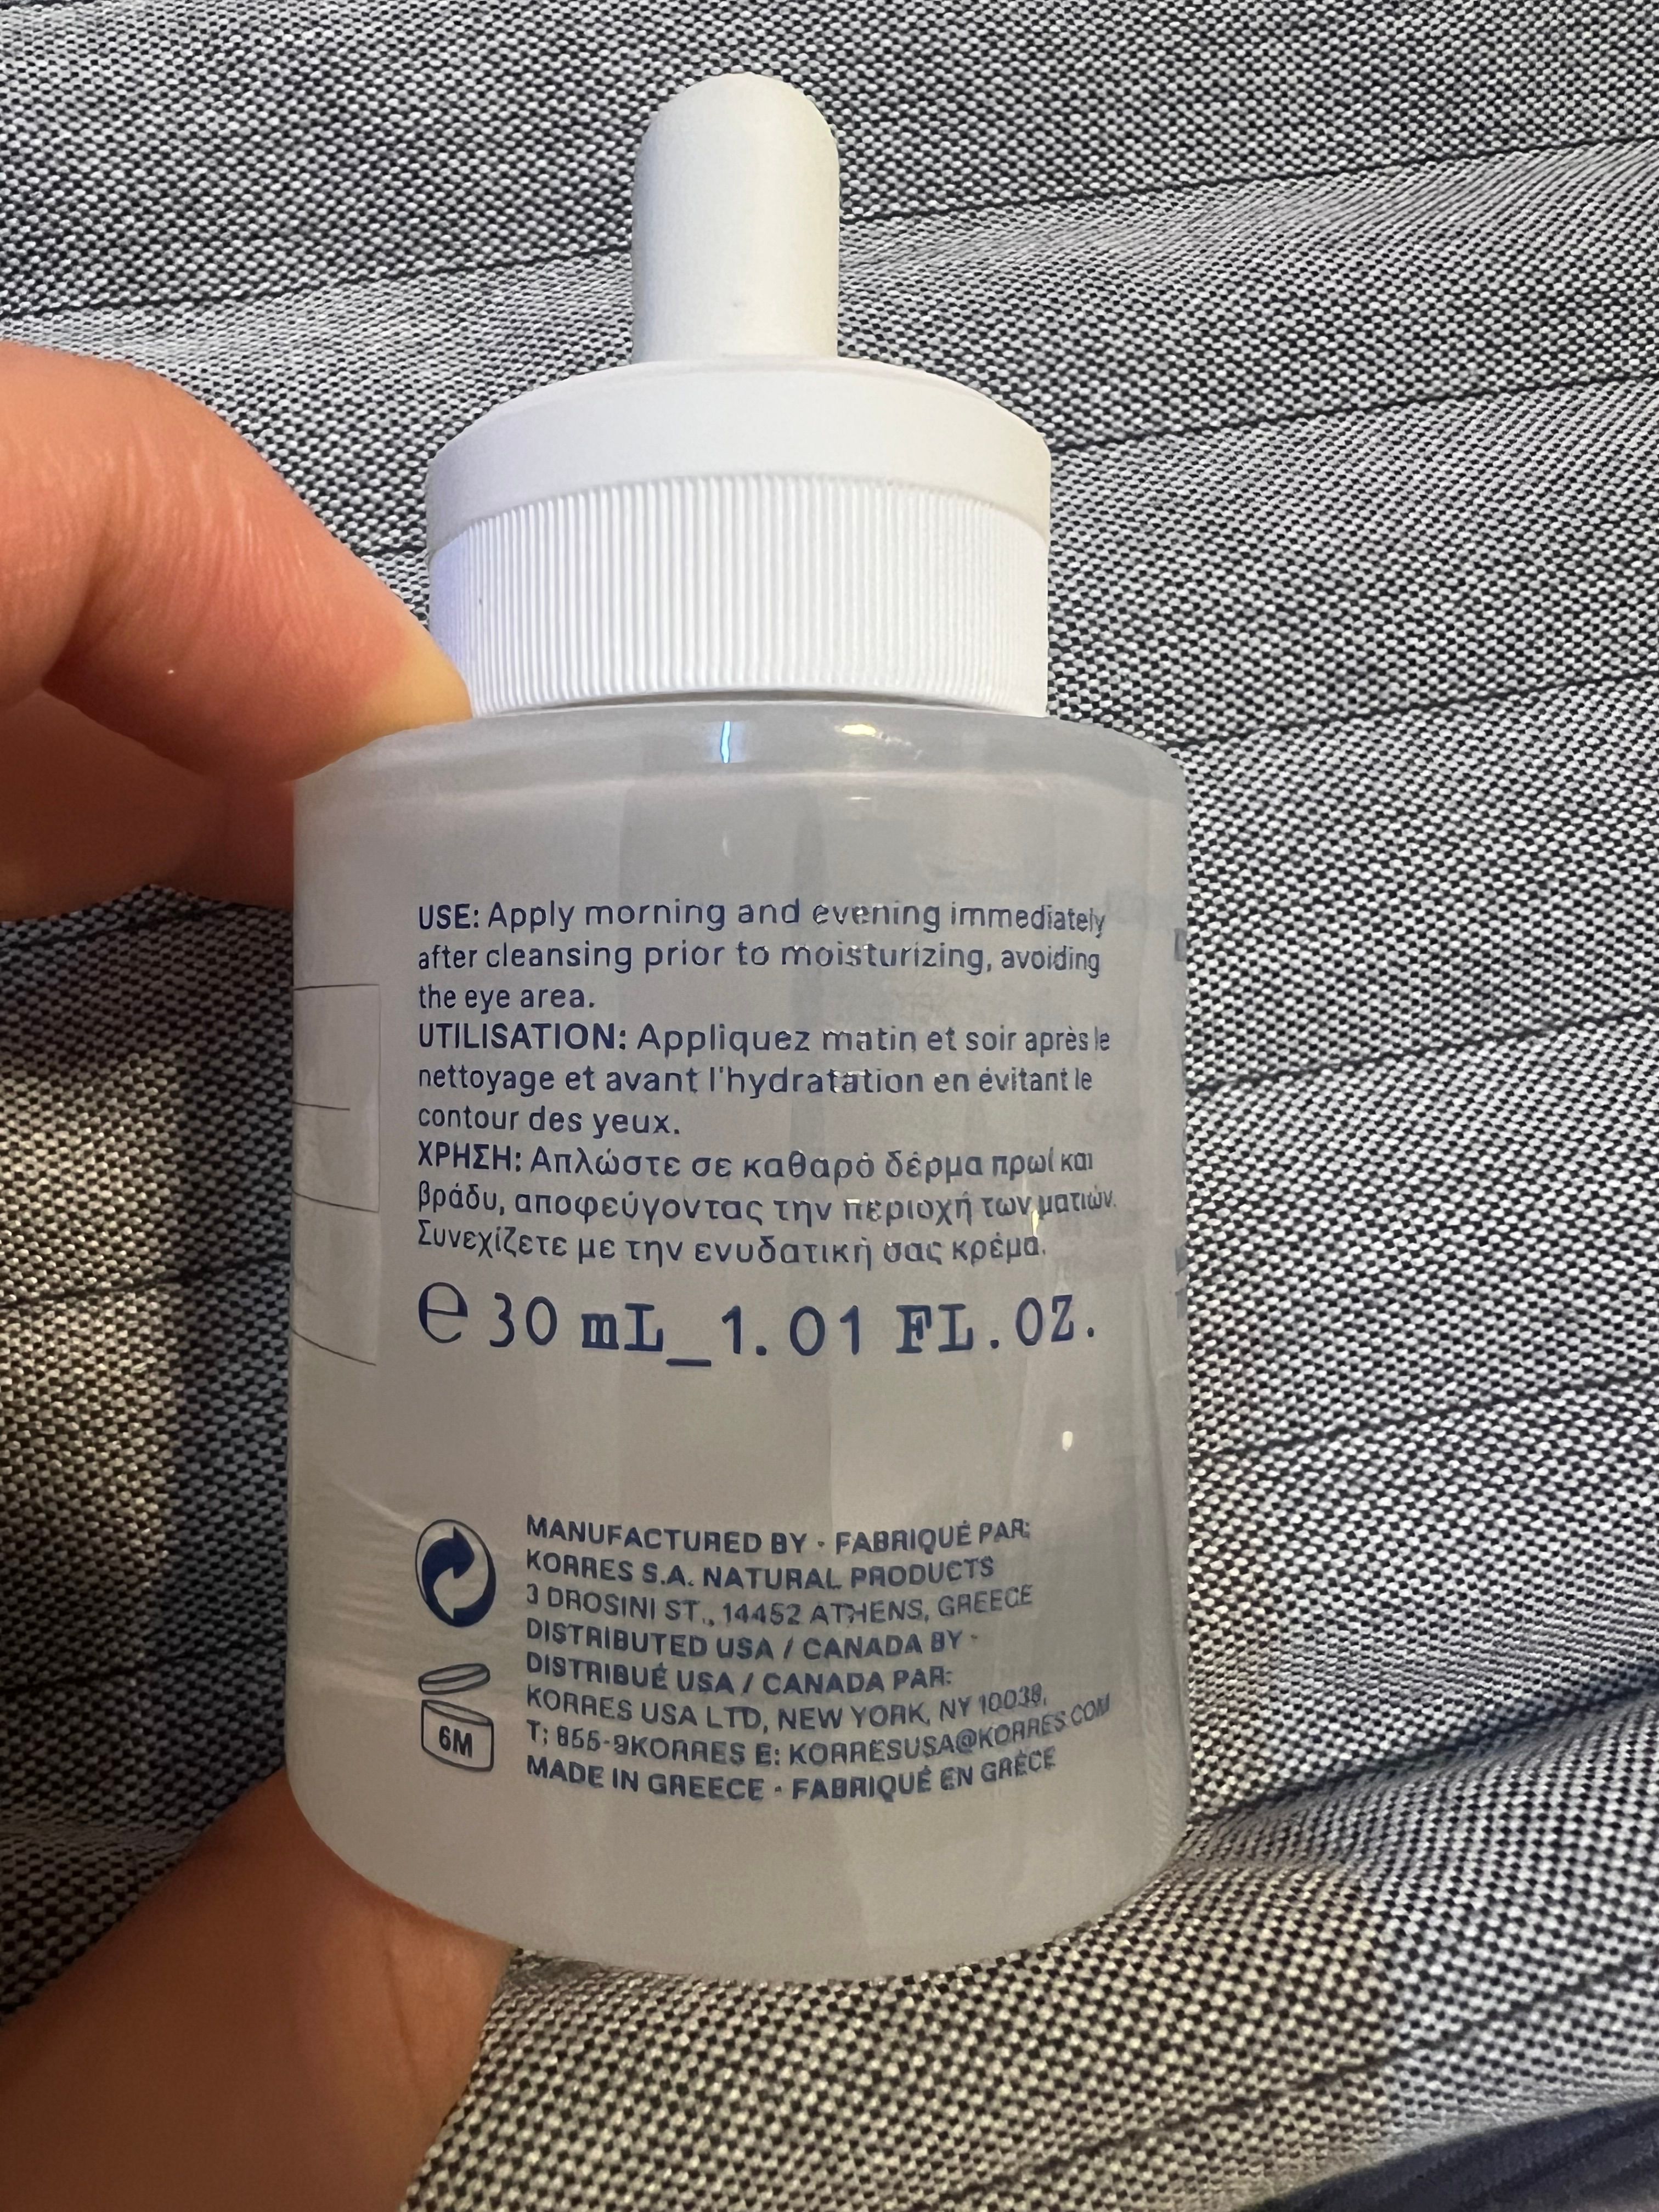 USE: Apply morning and evening immediately
after cleansing prior to moisturizing, avoiding
the eye area.
UTILISATION: Appliquez matin et soir après le
nettoyage et avant l'hydratation en évitant le
contour des yeux.
ΧΡΗΣΗ: Απλώστε σε καθαρό δέρμα πρωί και
βράδυ, αποφεύγοντας την περιοχή των ματιών.
Συνεχίζετε με την ενυδατική σας κρέμα.
℮ 30 mL_1.01 FL.OZ.
MANUFACTURED BY · FABRIQUÉ PAR:
KORRES S.A. NATURAL PRODUCTS
3 DROSINI ST., 14452 ATHENS, GREECE
DISTRIBUTED USA / CANADA BY ·
DISTRIBUÉ USA / CANADA PAR:
KORRES USA LTD, NEW YORK, NY 10039,
T: 855-9KORRES E: KORRESUSA@KORRES.COM
MADE IN GREECE · FABRIQUÉ EN GRÈCE
6M